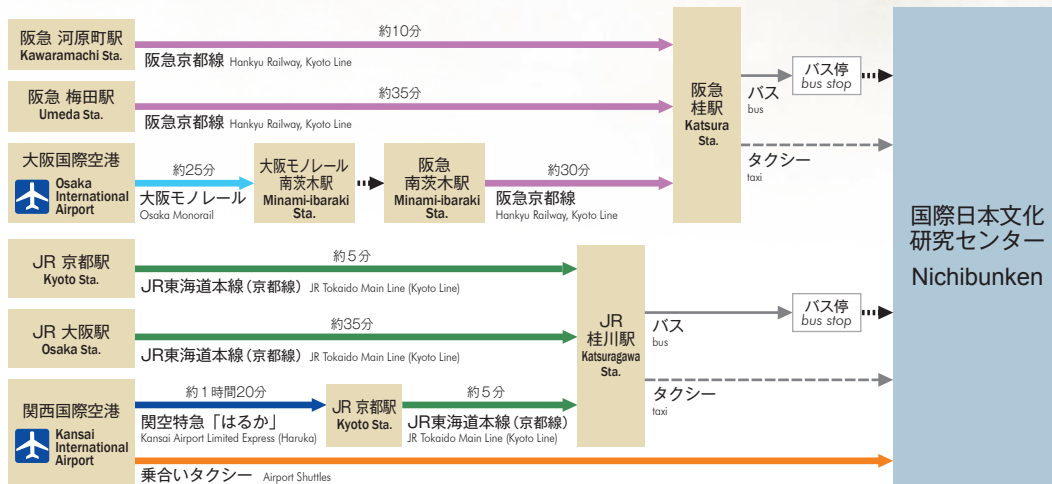 阪急 河原町駅
Kawaramachi Sta.
約10分
阪急京都線 Hankyu Railway, Kyoto Line
阪急 梅田駅
Umeda Sta.
約35分
阪急京都線 Hankyu Railway, Kyoto Line
大阪国際空港
Osaka
International
Airport
約25分
大阪モノレール
Osaka Monorail
大阪モノレール
南茨木駅
Minami-ibaraki
Sta.
阪急
南茨木駅
Minami-ibaraki
Sta.
約30分
阪急京都線
Hankyu Railway, Kyoto Line
阪急
桂駅
Katsura
Sta.
バス
bus
バス停
bus stop
タクシー
taxi
JR 京都駅
Kyoto Sta.
約5分
JR東海道本線(京都線) JR Tokaido Main Line (Kyoto Line)
JR 大阪駅
Osaka Sta.
約35分
JR東海道本線(京都線) JR Tokaido Main Line (Kyoto Line)
関西国際空港
Kansai
International
Airport
約1時間20分
関空特急「はるか」
Kansai Airport Limited Express (Haruka)
JR 京都駅
Kyoto Sta.
約5分
JR東海道本線(京都線)
JR Tokaido Main Line (Kyoto Line)
乗合いタクシー Airport Shuttles
JR
桂川駅
Katsuragawa
Sta.
バス
bus
バス停
bus stop
タクシー
taxi
国際日本文化
研究センター
Nichibunken